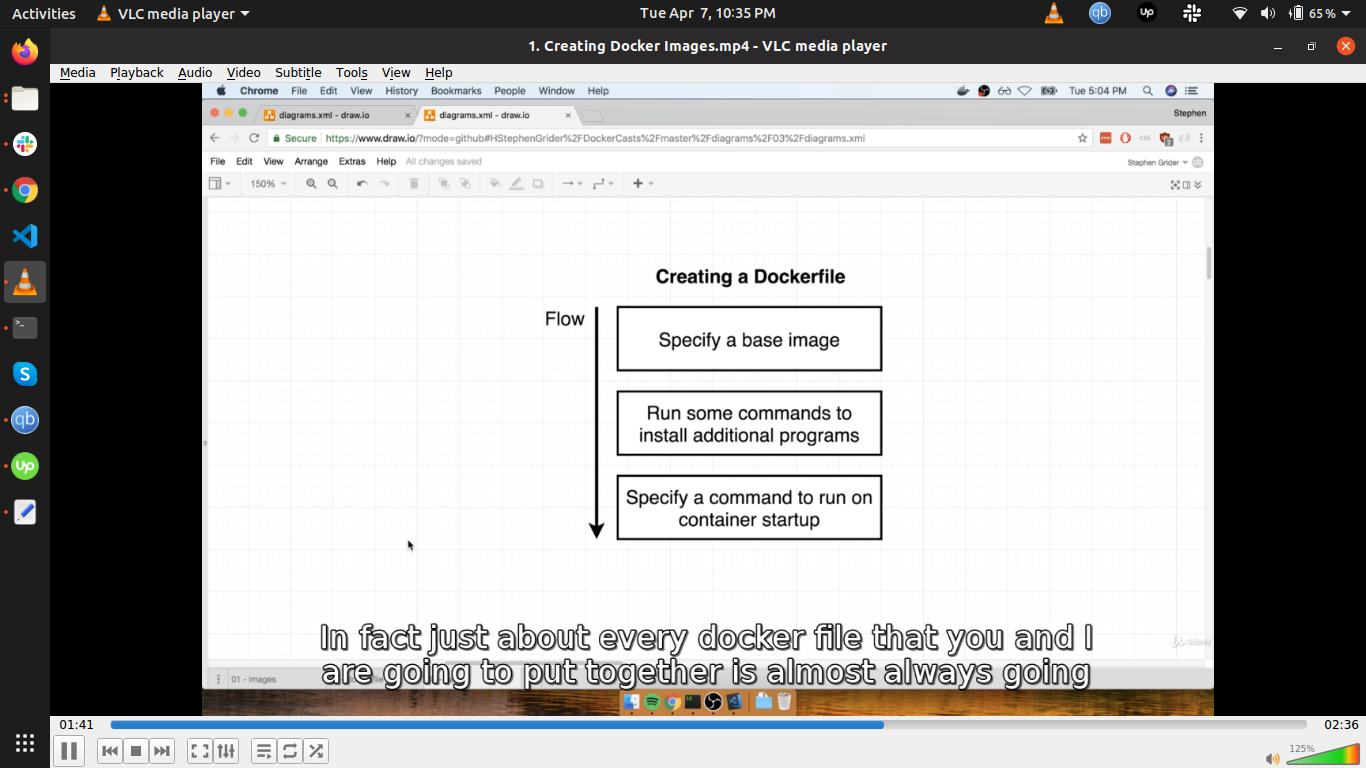 Activities VLC media player Tue Apr 7, 10:35 PM 65 %
1. Creating Docker Images.mp4 - VLC media player
Media Playback Audio Video Subtitle Tools View Help
Chrome File Edit View History Bookmarks People Window Help Tue 5:04 PM
diagrams.xml - draw.io diagrams.xml - draw.io Stephen
Secure https://www.draw.io/?mode=github#HStephenGrider%2FDockerCasts%2Fmaster%2Fdiagrams%2F03%2Fdiagrams.xml
File Edit View Arrange Extras Help All changes saved Stephen Grider
150%
Creating a Dockerfile
Flow
Specify a base image
Run some commands to
install additional programs
Specify a command to run on
container startup
In fact just about every docker file that you and I
are going to put together is almost always going
01 - images
01:41 02:36
125%